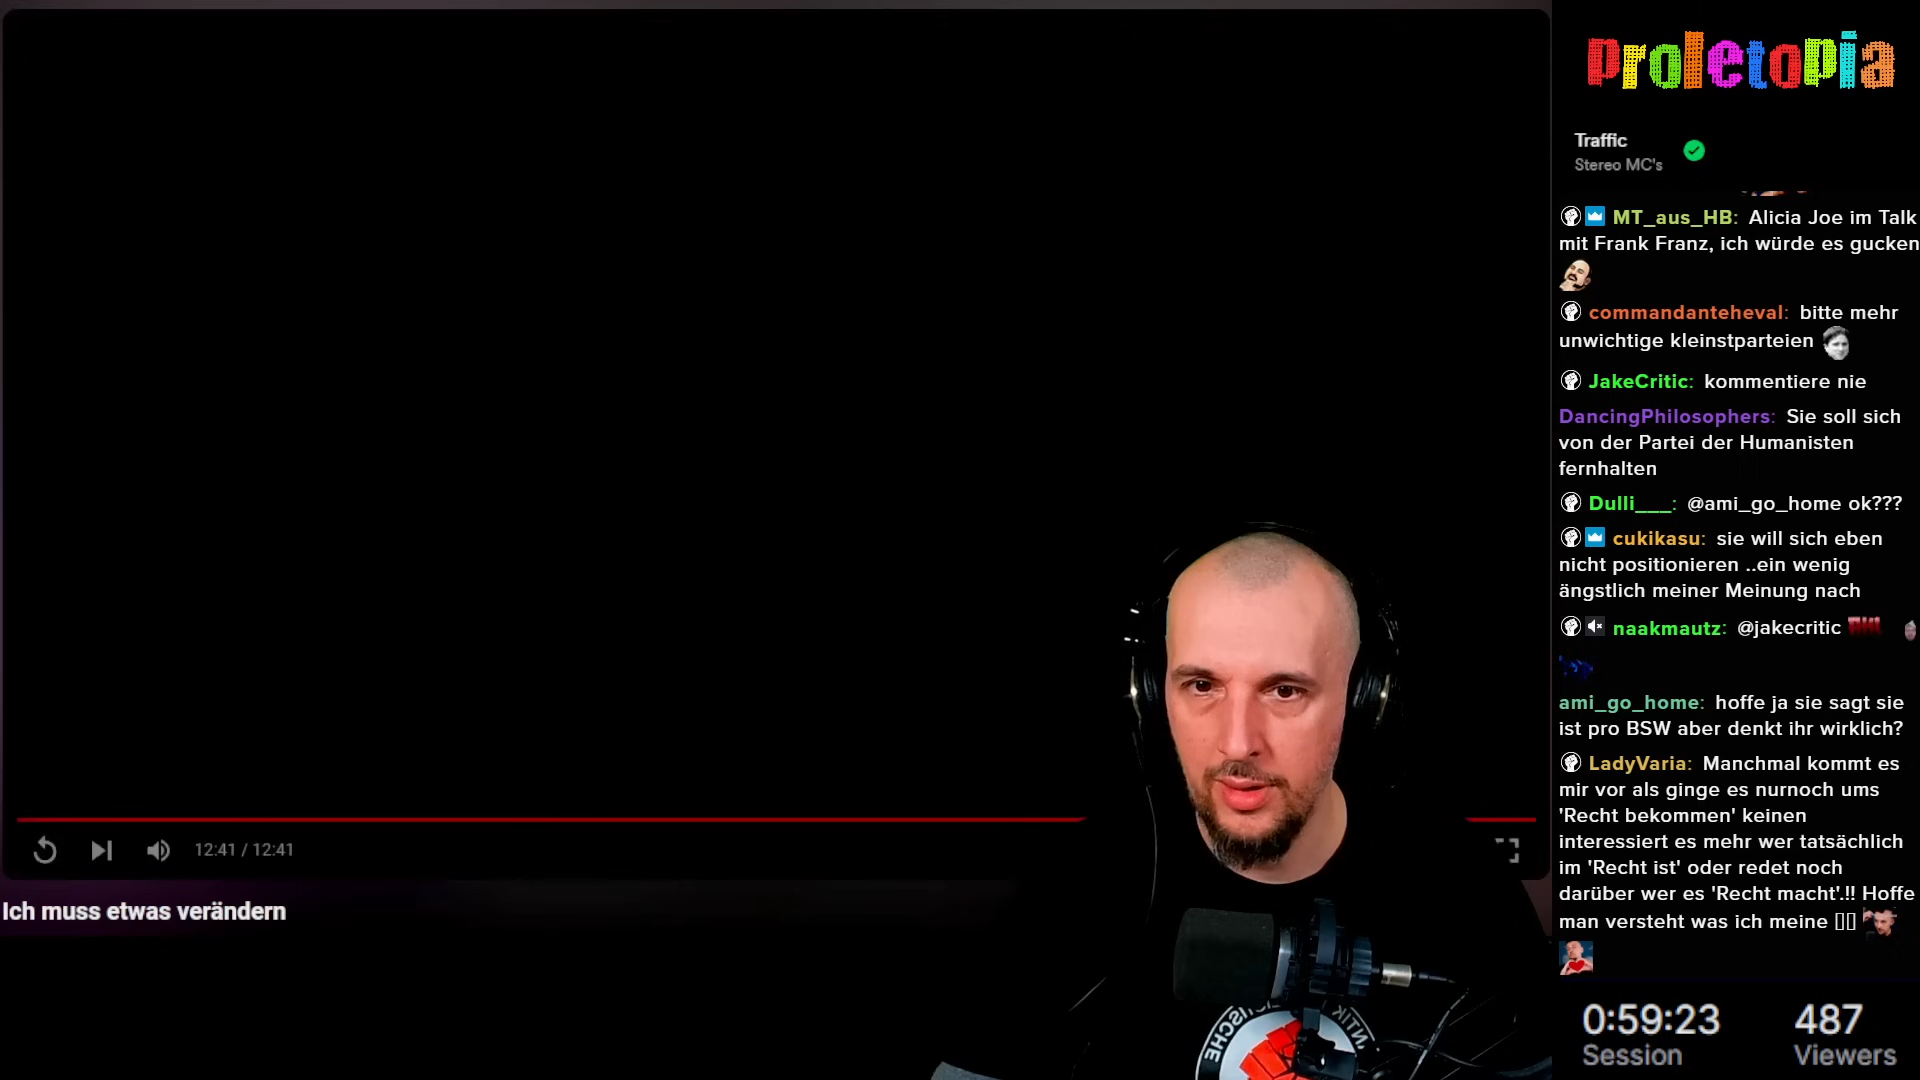 Proletopia
Traffic
Stereo MC's
MT_aus_HB: Alicia Joe im Talk
mit Frank Franz, ich würde es gucken
commandanteheval: bitte mehr
unwichtige kleinstparteien
JakeCritic: kommentiere nie
DancingPhilosophers: Sie soll sich
von der Partei der Humanisten
fernhalten
Dulli___: @ami_go_home ok???
cukikasu: sie will sich eben
nicht positionieren ..ein wenig
ängstlich meiner Meinung nach
naakmautz: @jakecritic
ami_go_home: hoffe ja sie sagt sie
ist pro BSW aber denkt ihr wirklich?
LadyVaria: Manchmal kommt es
mir vor als ginge es nurnoch ums
'Recht bekommen' keinen
interessiert es mehr wer tatsächlich
im 'Recht ist' oder redet noch
darüber wer es 'Recht macht'.!! Hoffe
man versteht was ich meine
12:41 / 12:41
Ich muss etwas verändern
0:59:23
Session
487
Viewers